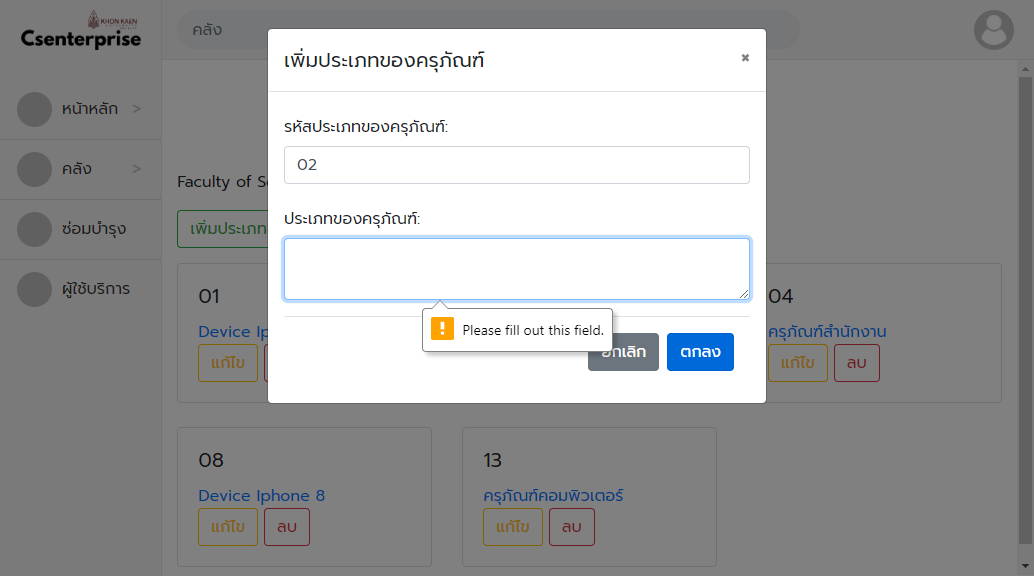 KHON KAEN
Csenterprise
คลัง
หน้าหลัก >
คลัง >
ซ่อมบำรุง
ผู้ใช้บริการ
เพิ่มประเภทของครุภัณฑ์
×
รหัสประเภทของครุภัณฑ์:
02
ประเภทของครุภัณฑ์:
Please fill out this field.
ยกเลิก
ตกลง
Faculty of
เพิ่มประเภท
01
Device
แก้ไข
04
ครุภัณฑ์สำนักงาน
แก้ไข ลบ
08
Device Iphone 8
แก้ไข ลบ
13
ครุภัณฑ์คอมพิวเตอร์
แก้ไข ลบ